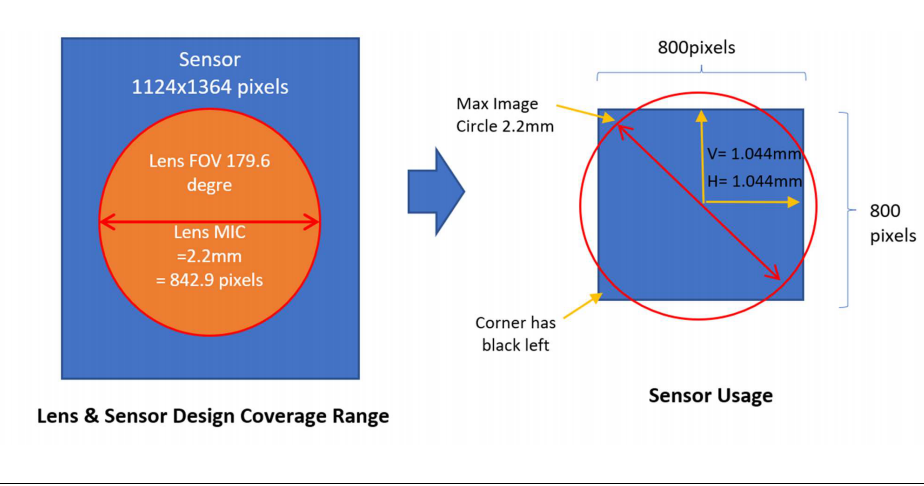 Sensor
1124x1364 pixels
Lens FOV 179.6
degre
Lens MIC
=2.2mm
= 842.9 pixels
Lens & Sensor Design Coverage Range
800pixels
Max Image
Circle 2.2mm
V= 1.044mm
H= 1.044mm
800
pixels
Corner has
black left
Sensor Usage